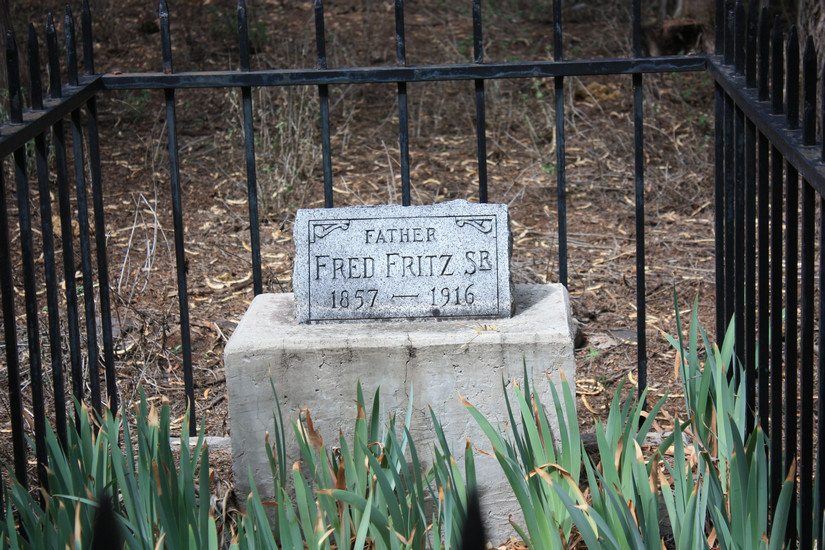 FATHER
FRED FRITZ SR
1857 — 1916